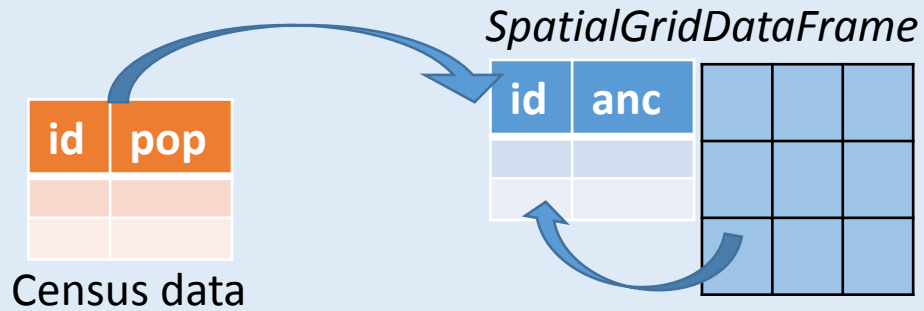 SpatialGridDataFrame
id anc
id pop
Census data